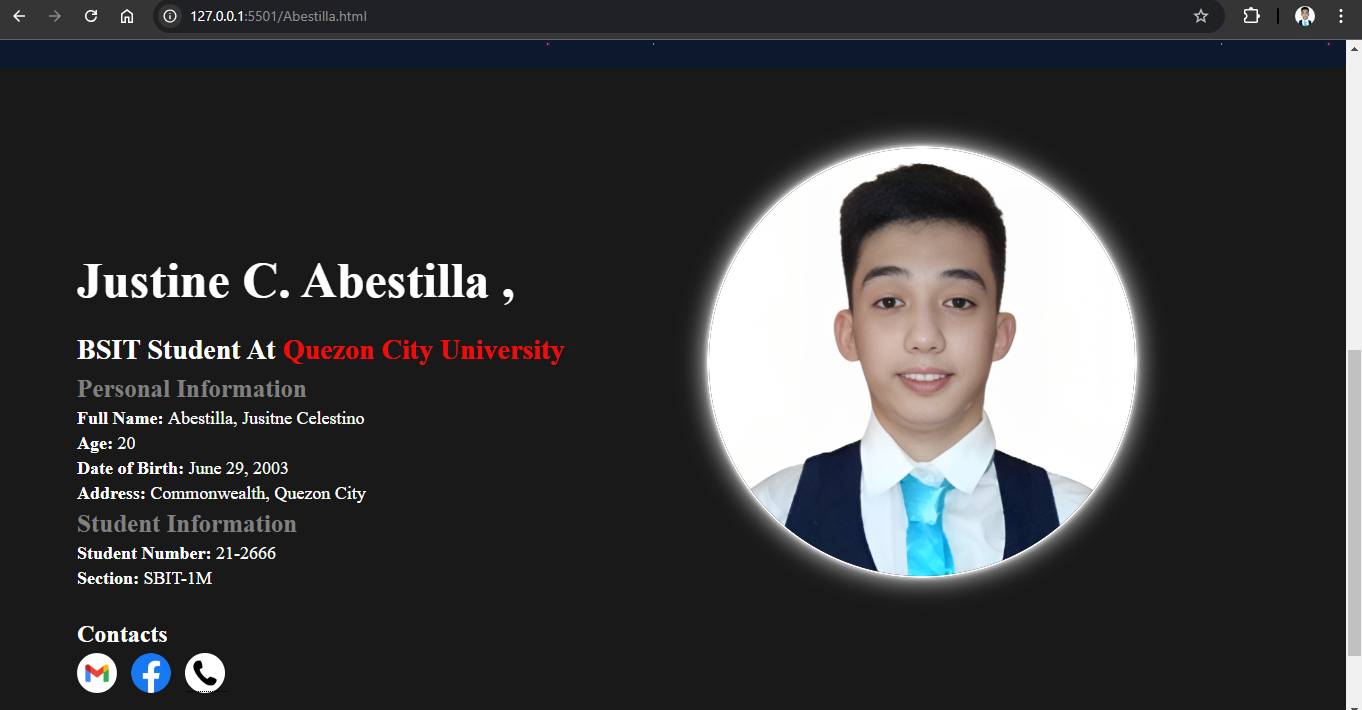 127.0.0.1:5501/Abestilla.html
Justine C. Abestilla ,
BSIT Student At Quezon City University
Personal Information
Full Name: Abestilla, Jusitne Celestino
Age: 20
Date of Birth: June 29, 2003
Address: Commonwealth, Quezon City
Student Information
Student Number: 21-2666
Section: SBIT-1M
Contacts